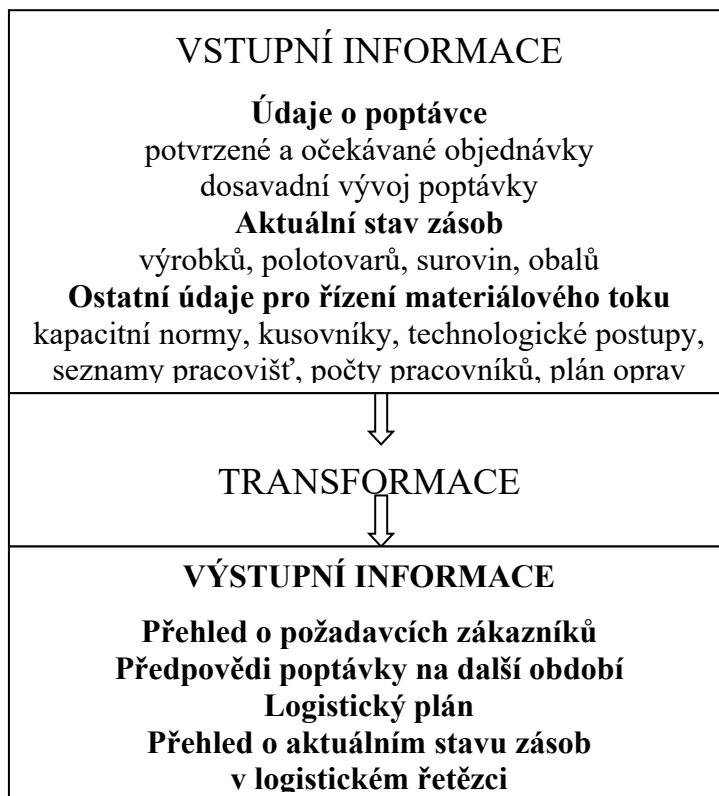 VSTUPNÍ INFORMACE
Údaje o poptávce
potvrzené a očekávané objednávky
dosavadní vývoj poptávky
Aktuální stav zásob
výrobků, polotovarů, surovin, obalů
Ostatní údaje pro řízení materiálového toku
kapacitní normy, kusovníky, technologické postupy,
seznamy pracovišť, počty pracovníků, plán oprav
TRANSFORMACE
VÝSTUPNÍ INFORMACE
Přehled o požadavcích zákazníků
Předpovědi poptávky na další období
Logistický plán
Přehled o aktuálním stavu zásob
v logistickém řetězci